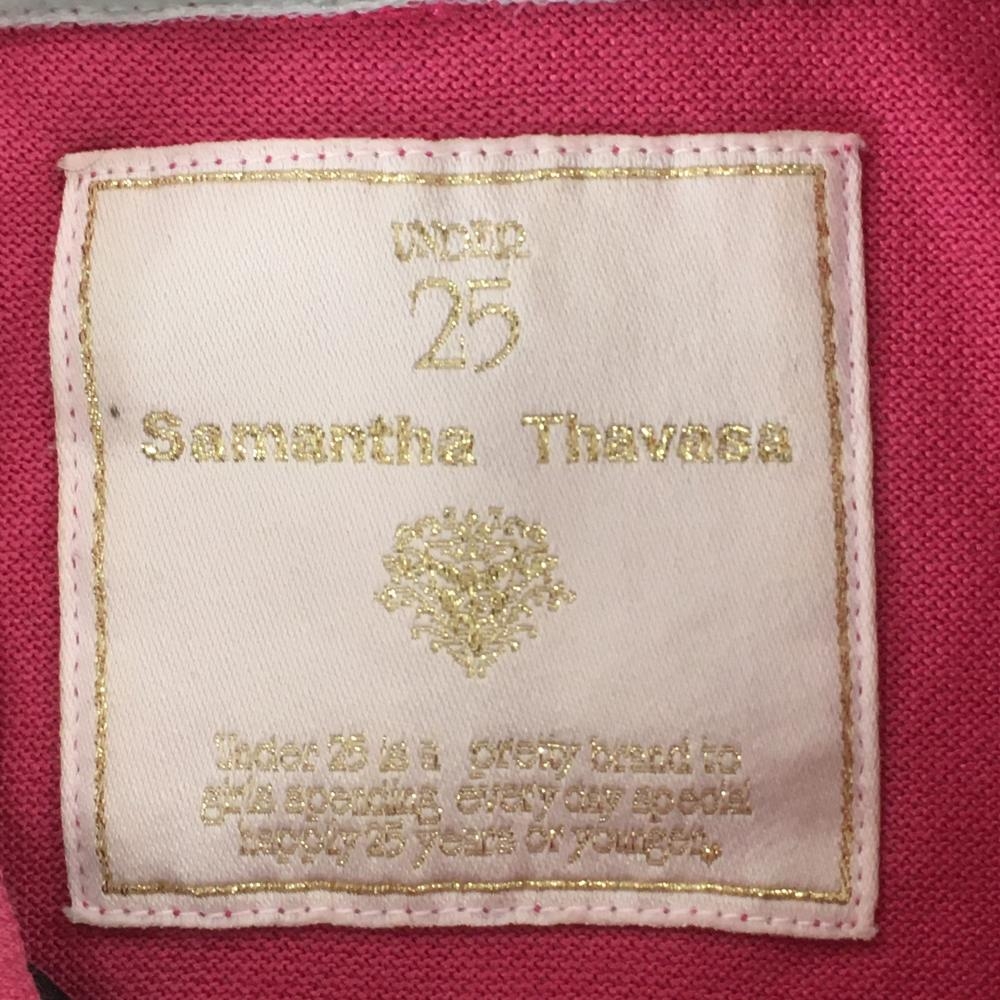 UNDER
25
Samantha Thavasa
Under 25 is a pretty brand to
girls spending every day special
happily 25 years or younger.